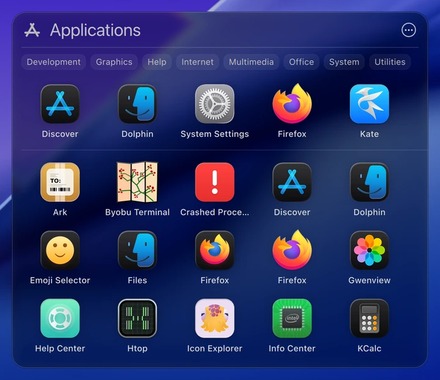 Applications
Development Graphics Help Internet Multimedia Office System Utilities
Discover Dolphin System Settings Firefox Kate
TO:
Ark Byobu Terminal Crashed Proce... Discover Dolphin
Emoji Selector Files Firefox Firefox Gwenview
Help Center Htop Icon Explorer Info Center KCalc